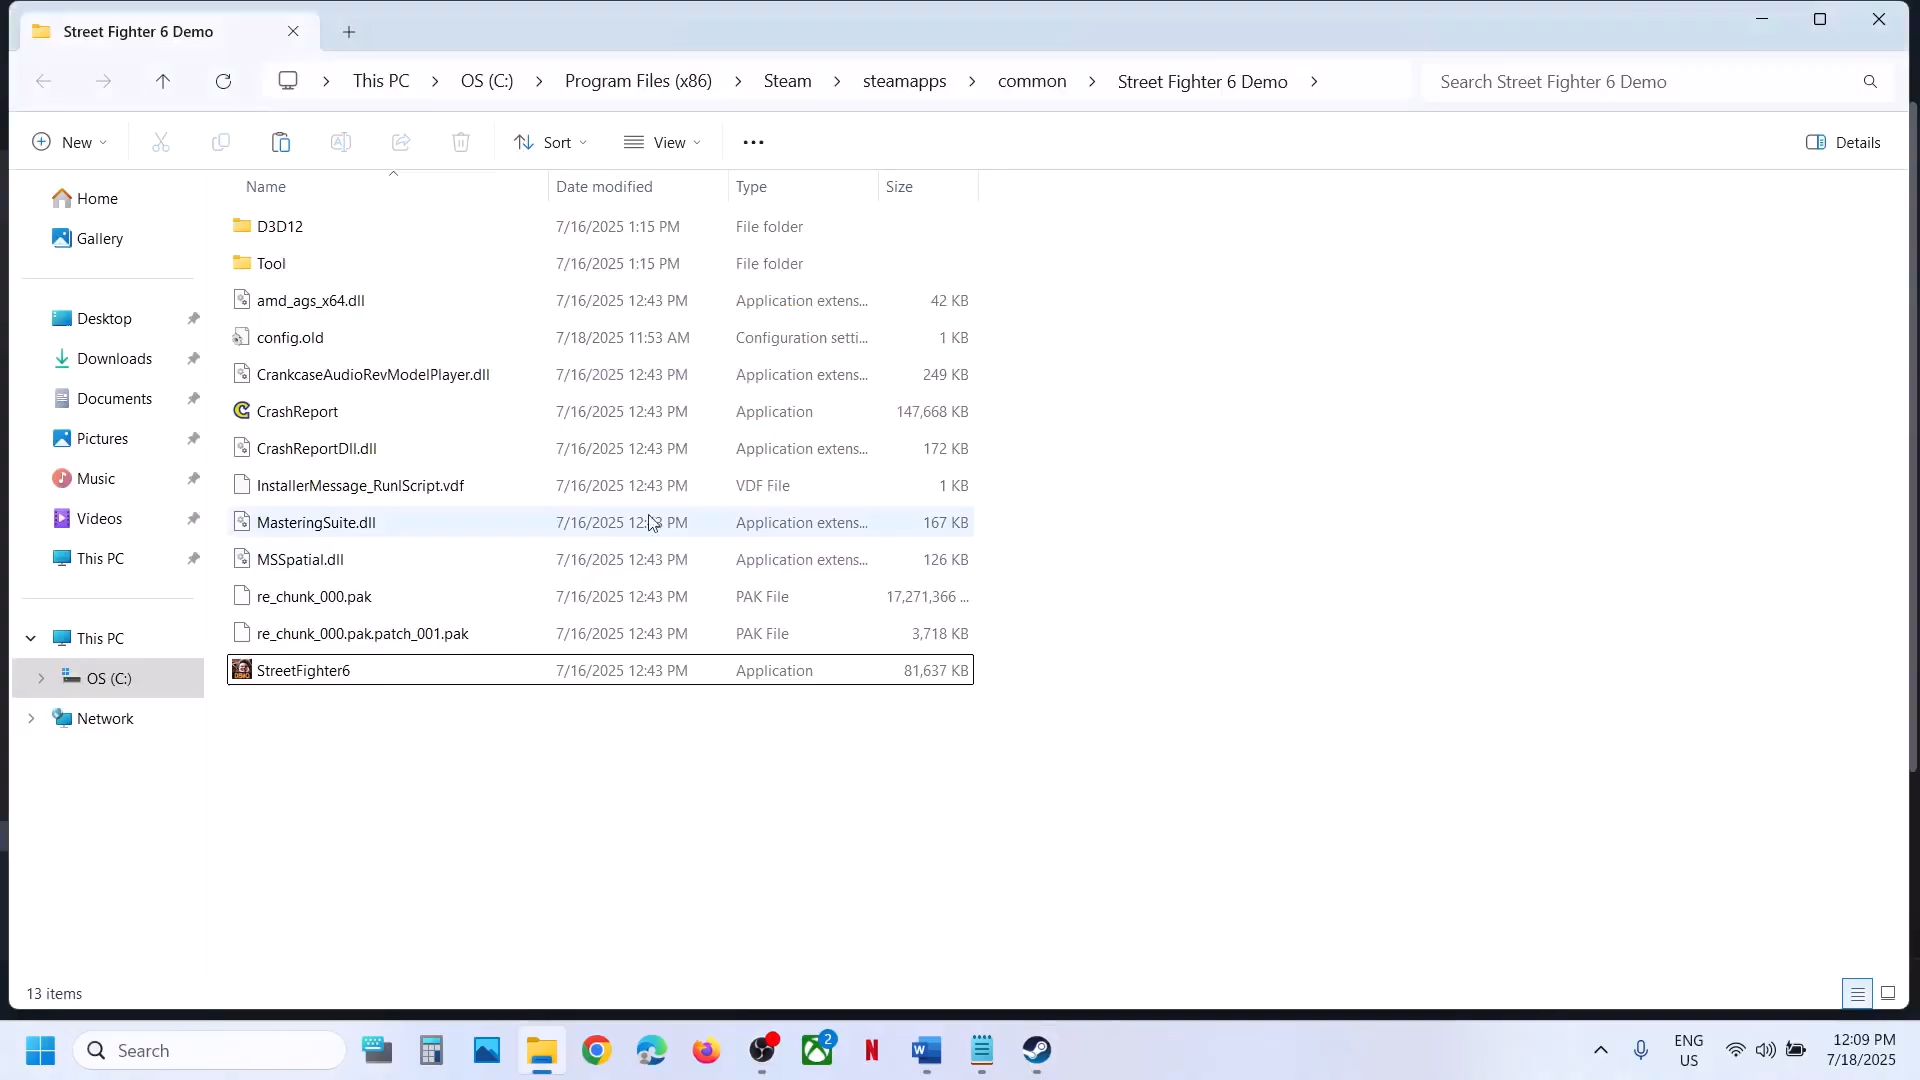 Street Fighter 6 Demo
This PC > OS (C:) > Program Files (x86) > Steam > steamapps > common > Street Fighter 6 Demo >
Search Street Fighter 6 Demo
New
Sort
View
Details
Name Date modified Type Size
Home
Gallery
Desktop
Downloads
Documents
Pictures
Music
Videos
This PC
This PC
OS (C:)
Network
D3D12 7/16/2025 1:15 PM File folder
Tool 7/16/2025 1:15 PM File folder
amd_ags_x64.dll 7/16/2025 12:43 PM Application extens... 42 KB
config.old 7/18/2025 11:53 AM Configuration setti... 1 KB
CrankcaseAudioRevModelPlayer.dll 7/16/2025 12:43 PM Application extens... 249 KB
CrashReport 7/16/2025 12:43 PM Application 147,668 KB
CrashReportDll.dll 7/16/2025 12:43 PM Application extens... 172 KB
InstallerMessage_RunIScript.vdf 7/16/2025 12:43 PM VDF File 1 KB
MasteringSuite.dll 7/16/2025 12:43 PM Application extens... 167 KB
MSSpatial.dll 7/16/2025 12:43 PM Application extens... 126 KB
re_chunk_000.pak 7/16/2025 12:43 PM PAK File 17,271,366 ...
re_chunk_000.pak.patch_001.pak 7/16/2025 12:43 PM PAK File 3,718 KB
StreetFighter6 7/16/2025 12:43 PM Application 81,637 KB
13 items
Search
2
ENG
US
12:09 PM
7/18/2025